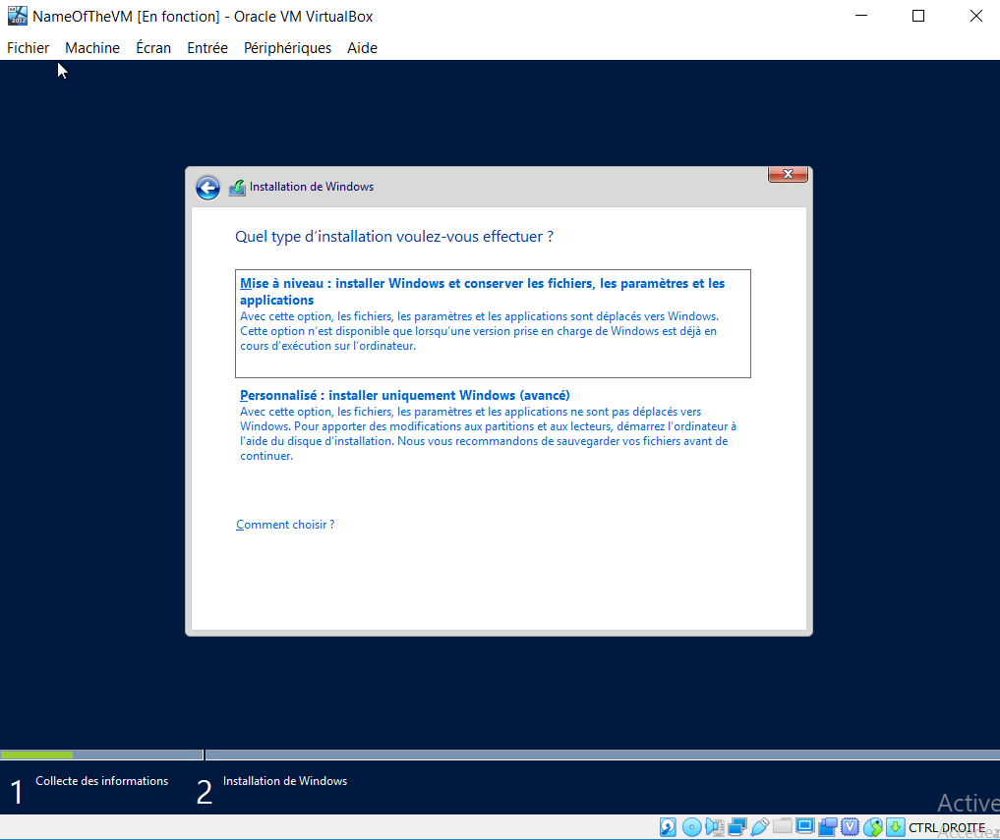 NameOfTheVM [En fonction] - Oracle VM VirtualBox
Fichier Machine Écran Entrée Périphériques Aide
Installation de Windows
Quel type d'installation voulez-vous effectuer ?
Mise à niveau : installer Windows et conserver les fichiers, les paramètres et les
applications
Avec cette option, les fichiers, les paramètres et les applications sont déplacés vers Windows.
Cette option n'est disponible que lorsqu'une version prise en charge de Windows est déjà en
cours d'exécution sur l'ordinateur.
Personnalisé : installer uniquement Windows (avancé)
Avec cette option, les fichiers, les paramètres et les applications ne sont pas déplacés vers
Windows. Pour apporter des modifications aux partitions et aux lecteurs, démarrez l'ordinateur à
l'aide du disque d'installation. Nous vous recommandons de sauvegarder vos fichiers avant de
continuer.
Comment choisir ?
1 Collecte des informations 2 Installation de Windows
Active
CTRL DROITE
Accédez